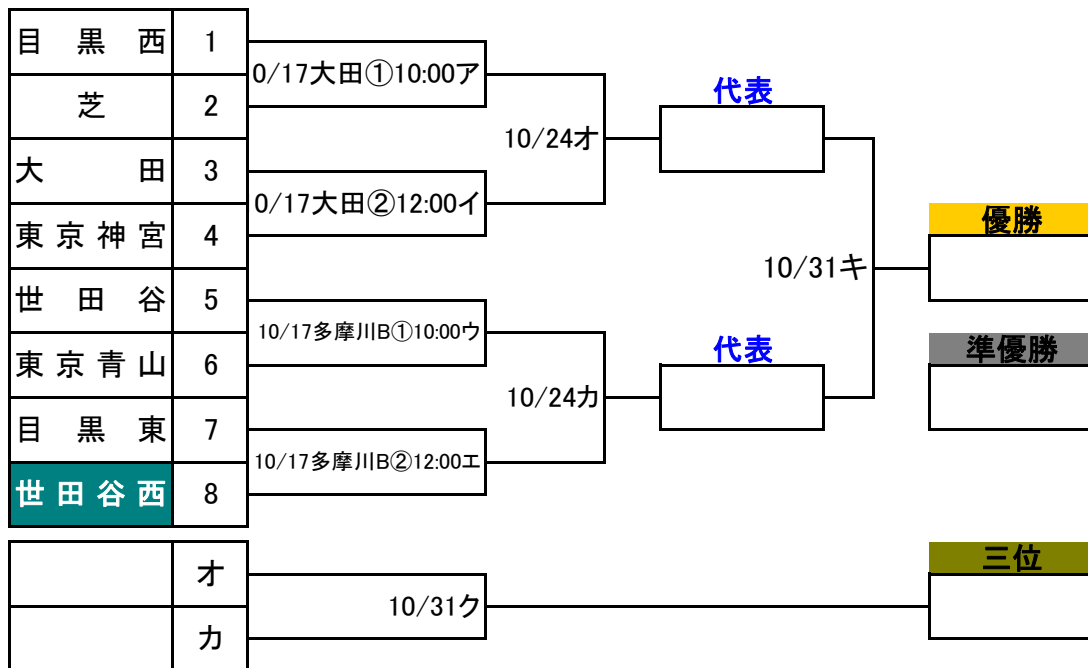 目黒西 1
芝 2
大田 3
東京神宮 4
世田谷 5
東京青山 6
目黒東 7
世田谷西 8
0/17大田①10:00ア
0/17大田②12:00イ
10/17多摩川B①10:00ウ
10/17多摩川B②12:00エ
10/24オ
10/24カ
代表
代表
10/31キ
優勝
準優勝
オ
カ
10/31ク
三位